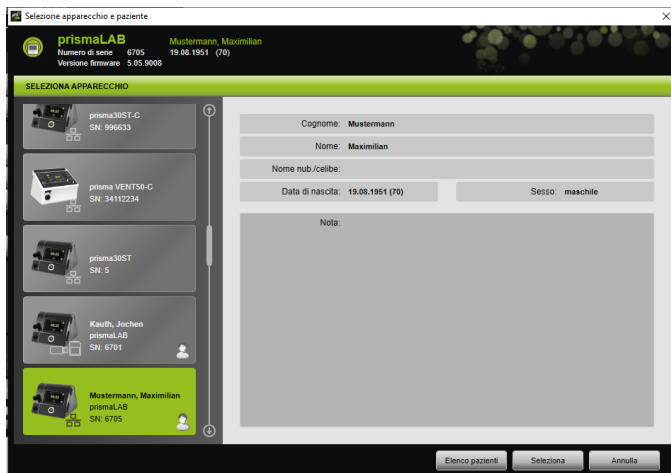 Selezione apparecchio e paziente
prismaLAB
Mustermann, Maximilian
Numero di serie 6705
19.08.1951 (70)
Versione firmware 5.05.9008
SELEZIONA APPARECCHIO
prisma30ST-C
SN: 996633
prisma VENT50-C
SN: 34112234
prisma30ST
SN: 5
Kauth, Jochen
prismaLAB
SN: 6701
Mustermann, Maximilian
prismaLAB
SN: 6705
Cognome: Mustermann
Nome: Maximilian
Nome nub./celibe:
Data di nascita: 19.08.1951 (70)
Sesso: maschile
Nota:
Elenco pazienti
Seleziona
Annulla